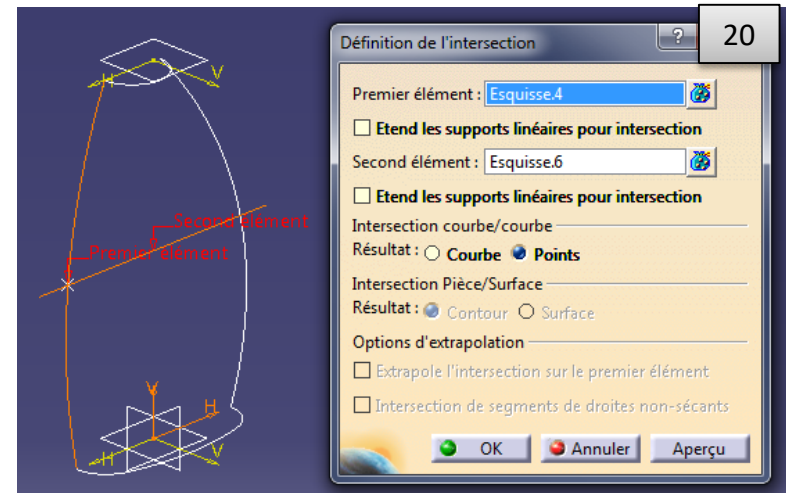 20
Définition de l'intersection
?
Premier élément : Esquisse.4
Etend les supports linéaires pour intersection
Second élément : Esquisse.6
Etend les supports linéaires pour intersection
Intersection courbe/courbe
Résultat : Courbe Points
Intersection Pièce/Surface
Résultat : Contour Surface
Options d'extrapolation
Extrapole l'intersection sur le premier élément
Intersection de segments de droites non-sécants
OK Annuler Aperçu
H V
Second élément
Premier élément
V H
H V